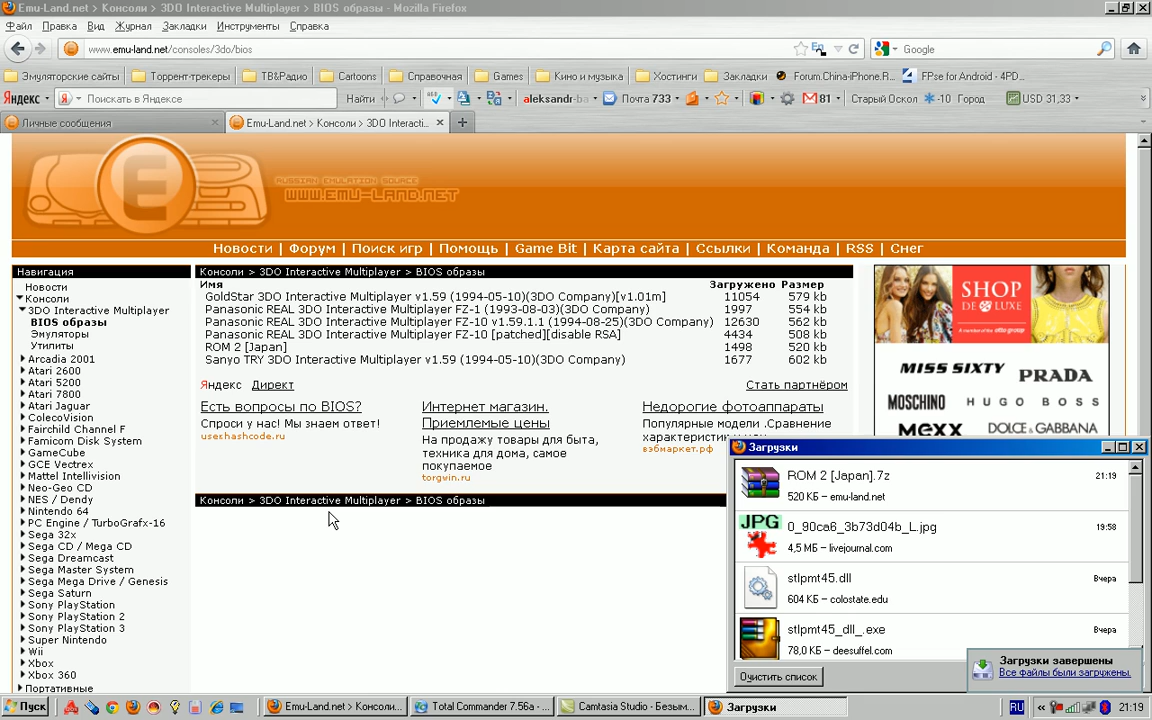 Emu-Land.net > Консоли > 3DO Interactive Multiplayer > BIOS образы - Mozilla Firefox
Файл Правка Вид Журнал Закладки Инструменты Справка
www.emu-land.net/consoles/3do/bios
Google
Эмуляторские сайты Торрент-трекеры ТВ&Радио Cartoons Справочная Games Кино и музыка Хостинги Закладки Forum.China-iPhone.R... FPse for Android - 4PD...
Яндекс Я Поискать в Яндексе Найти aleksandr-ba Почта 733 81 Старый Оскол -10 Город USD 31,33
Личные сообщения
Emu-Land.net > Консоли > 3DO Interacti...
RUSSIAN EMULATION SOURCE
WWW.EMU-LAND.NET
Новости | Форум | Поиск игр | Помощь | Game Bit | Карта сайта | Ссылки | Команда | RSS | Снег
Навигация
Новости
Консоли
3DO Interactive Multiplayer
BIOS образы
Эмуляторы
Утилиты
Arcadia 2001
Atari 2600
Atari 5200
Atari 7800
Atari Jaguar
ColecoVision
Fairchild Channel F
Famicom Disk System
GameCube
GCE Vectrex
Mattel Intellivision
Neo-Geo CD
NES / Dendy
Nintendo 64
PC Engine / TurboGrafx-16
Sega 32x
Sega CD / Mega CD
Sega Dreamcast
Sega Master System
Sega Mega Drive / Genesis
Sega Saturn
Sony PlayStation
Sony PlayStation 2
Sony PlayStation 3
Super Nintendo
Wii
Xbox
Xbox 360
Портативные
Консоли > 3DO Interactive Multiplayer > BIOS образы
Имя Загружено Размер
GoldStar 3DO Interactive Multiplayer v1.59 (1994-05-10)(3DO Company)[v1.01m] 11054 579 kb
Panasonic REAL 3DO Interactive Multiplayer FZ-1 (1993-08-03)(3DO Company) 1997 554 kb
Panasonic REAL 3DO Interactive Multiplayer FZ-10 v1.59.1.1 (1994-08-25)(3DO Company) 12630 562 kb
Panasonic REAL 3DO Interactive Multiplayer FZ-10 [patched][disable RSA] 4434 508 kb
ROM 2 [Japan] 1498 520 kb
Sanyo TRY 3DO Interactive Multiplayer v1.59 (1994-05-10)(3DO Company) 1677 602 kb
Яндекс Директ Стать партнёром
Есть вопросы по BIOS?
Спроси у нас! Мы знаем ответ!
user.hashcode.ru
Интернет магазин.
Приемлемые цены
На продажу товары для быта,
техника для дома, самое
покупаемое
torgwin.ru
Недорогие фотоаппараты
Популярные модели .Сравнение
вэбмаркет.рф
Консоли > 3DO Interactive Multiplayer > BIOS образы
SHOP
DE LUXE
A member of the otto group
MISS SIXTY
PRADA
MOSCHINO
HUGO BOSS
MEXX
DOLCE & GABBANA
Загрузки
ROM 2 [Japan].7z 21:19
520 КБ – emu-land.net
JPG
0_90ca6_3b73d04b_L.jpg 19:58
4,5 МБ – livejournal.com
stlpmt45.dll Вчера
604 КБ – colostate.edu
stlpmt45_dll_.exe Вчера
78,0 КБ – deesuffel.com
Очистить список
Загрузки завершены
Все файлы были загружены.
Пуск
Emu-Land.net > Консоли...
Total Commander 7.56a - ...
Camtasia Studio - Безым...
Загрузки
RU
21:19